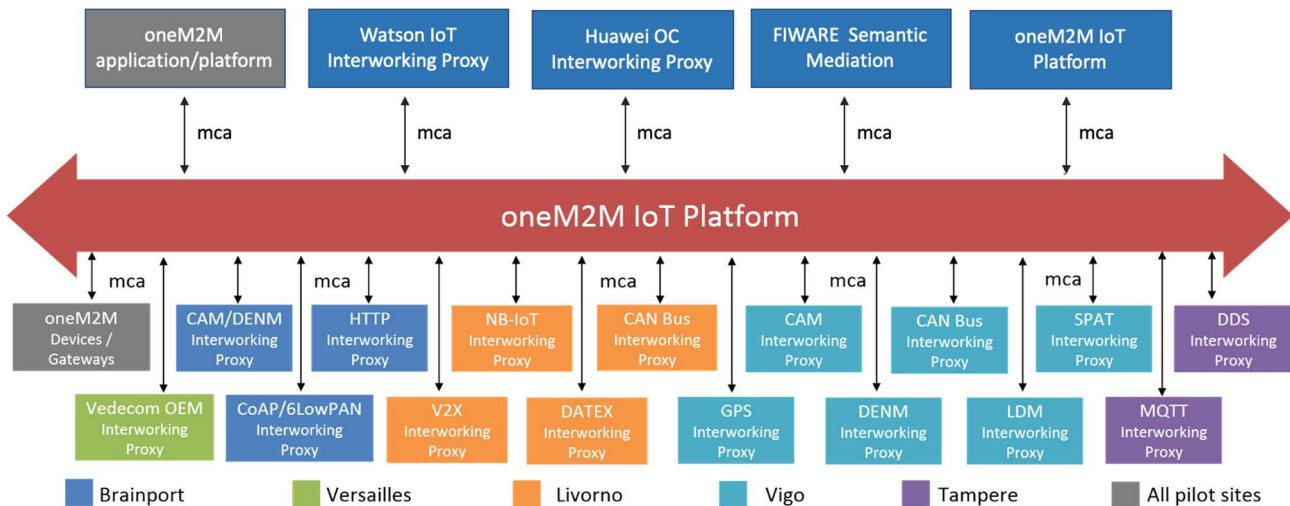 oneM2M
application/platform
Watson IoT
Interworking Proxy
Huawei OC
Interworking Proxy
FIWARE Semantic
Mediation
oneM2M IoT
Platform
mca
mca
mca
mca
mca
oneM2M IoT Platform
mca
mca
mca
mca
mca
mca
oneM2M
Devices /
Gateways
CAM/DENM
Interworking
Proxy
HTTP
Interworking
Proxy
NB-IoT
Interworking
Proxy
CAN Bus
Interworking
Proxy
CAM
Interworking
Proxy
CAN Bus
Interworking
Proxy
SPAT
Interworking
Proxy
DDS
Interworking
Proxy
Vedecom OEM
Interworking
Proxy
CoAP/6LowPAN
Interworking
Proxy
V2X
Interworking
Proxy
DATEX
Interworking
Proxy
GPS
Interworking
Proxy
DENM
Interworking
Proxy
LDM
Interworking
Proxy
MQTT
Interworking
Proxy
Brainport
Versailles
Livorno
Vigo
Tampere
All pilot sites